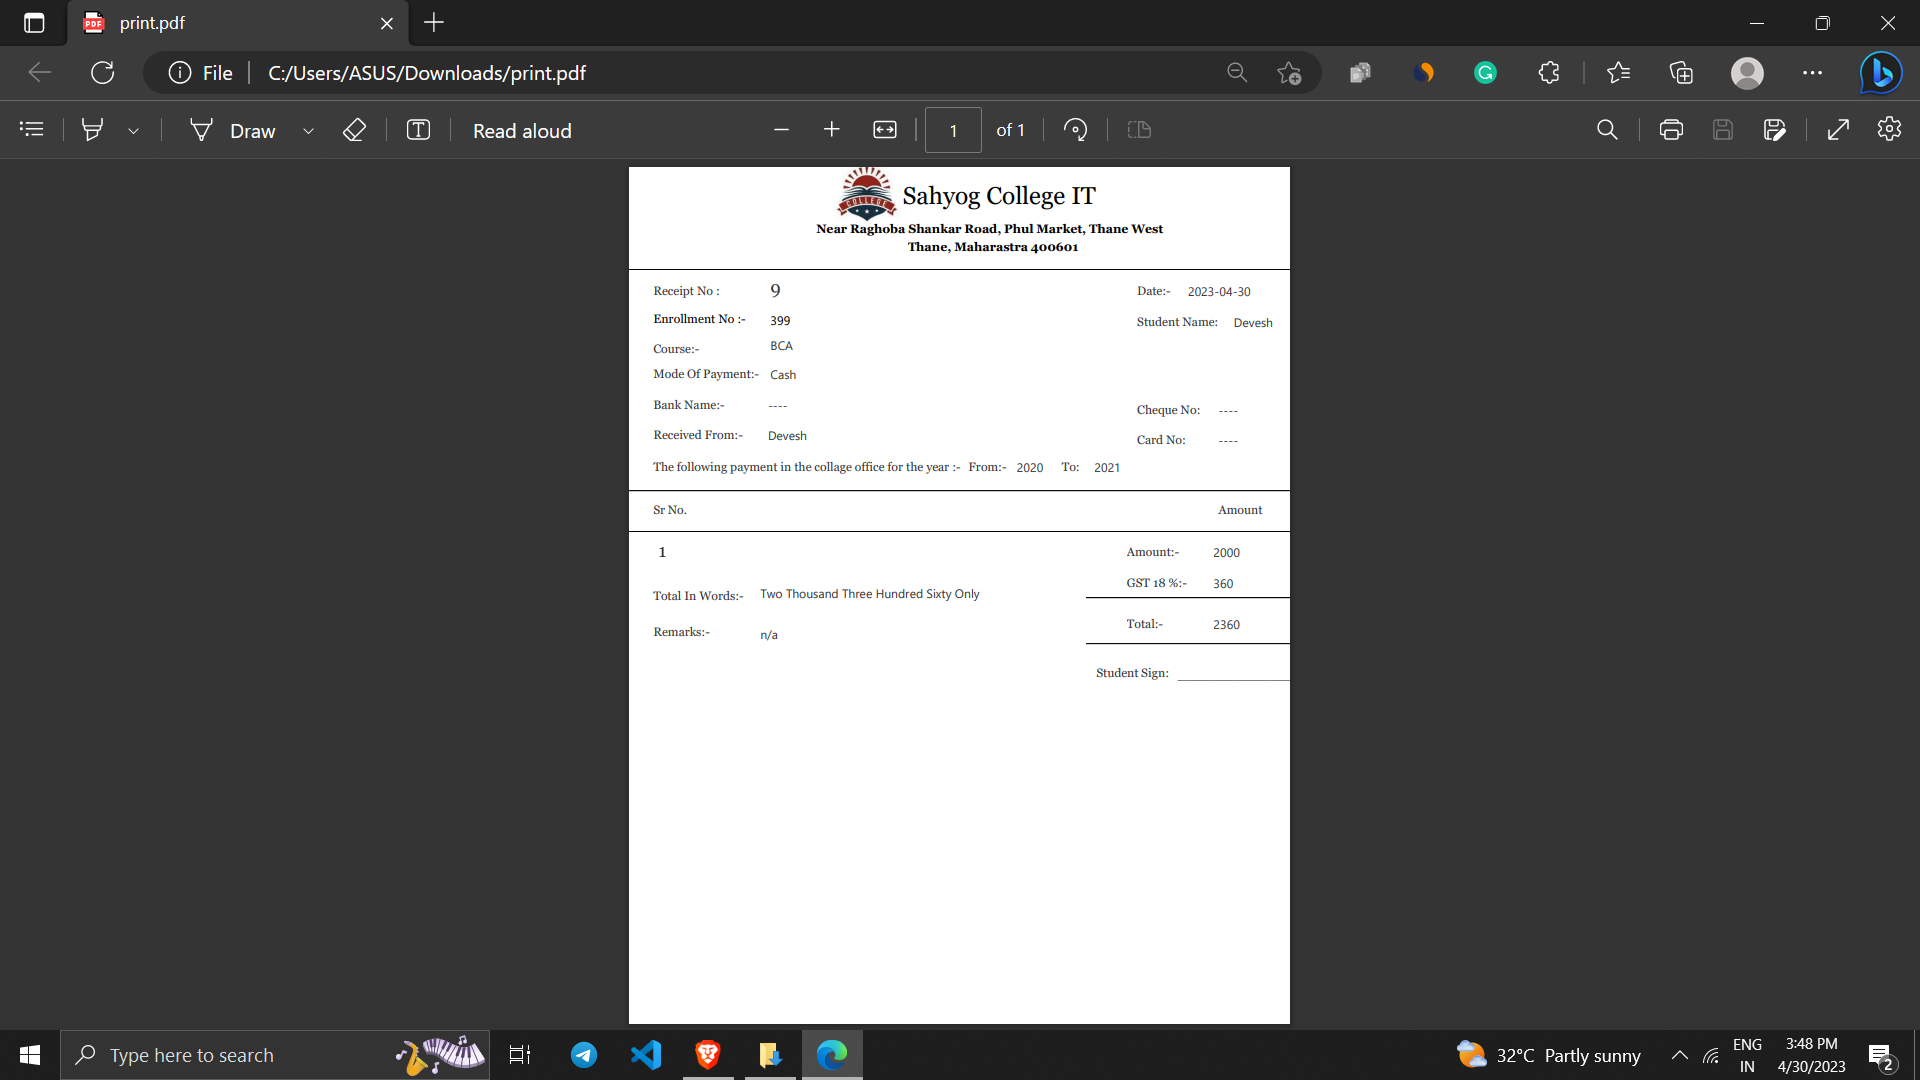 print.pdf
File C:/Users/ASUS/Downloads/print.pdf
Draw Read aloud 1 of 1
COLLEGE
Sahyog College IT
Near Raghoba Shankar Road, Phul Market, Thane West
Thane, Maharastra 400601
Receipt No : 9 Date:- 2023-04-30
Enrollment No :- 399 Student Name: Devesh
Course:- BCA
Mode Of Payment:- Cash
Bank Name:- ---- Cheque No: ----
Received From:- Devesh Card No: ----
The following payment in the collage office for the year :- From:- 2020 To: 2021
Sr No. Amount
1 Amount:- 2000
GST 18 %:- 360
Total In Words:- Two Thousand Three Hundred Sixty Only
Total:- 2360
Remarks:- n/a
Student Sign: ________________
Type here to search
32°C Partly sunny
ENG
IN
3:48 PM
4/30/2023
2